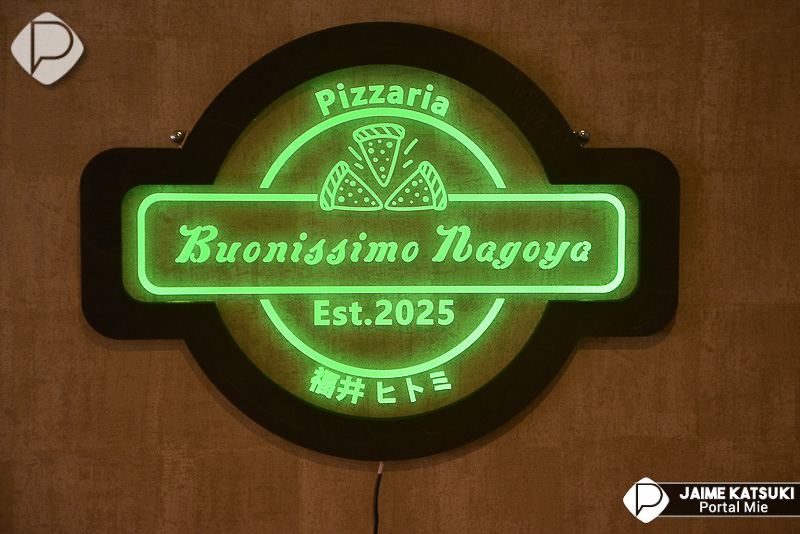 Pizzaria
Buonissimo Nagoya
Est.2025
福井 ヒトミ
JAIME KATSUKI
Portal Mie